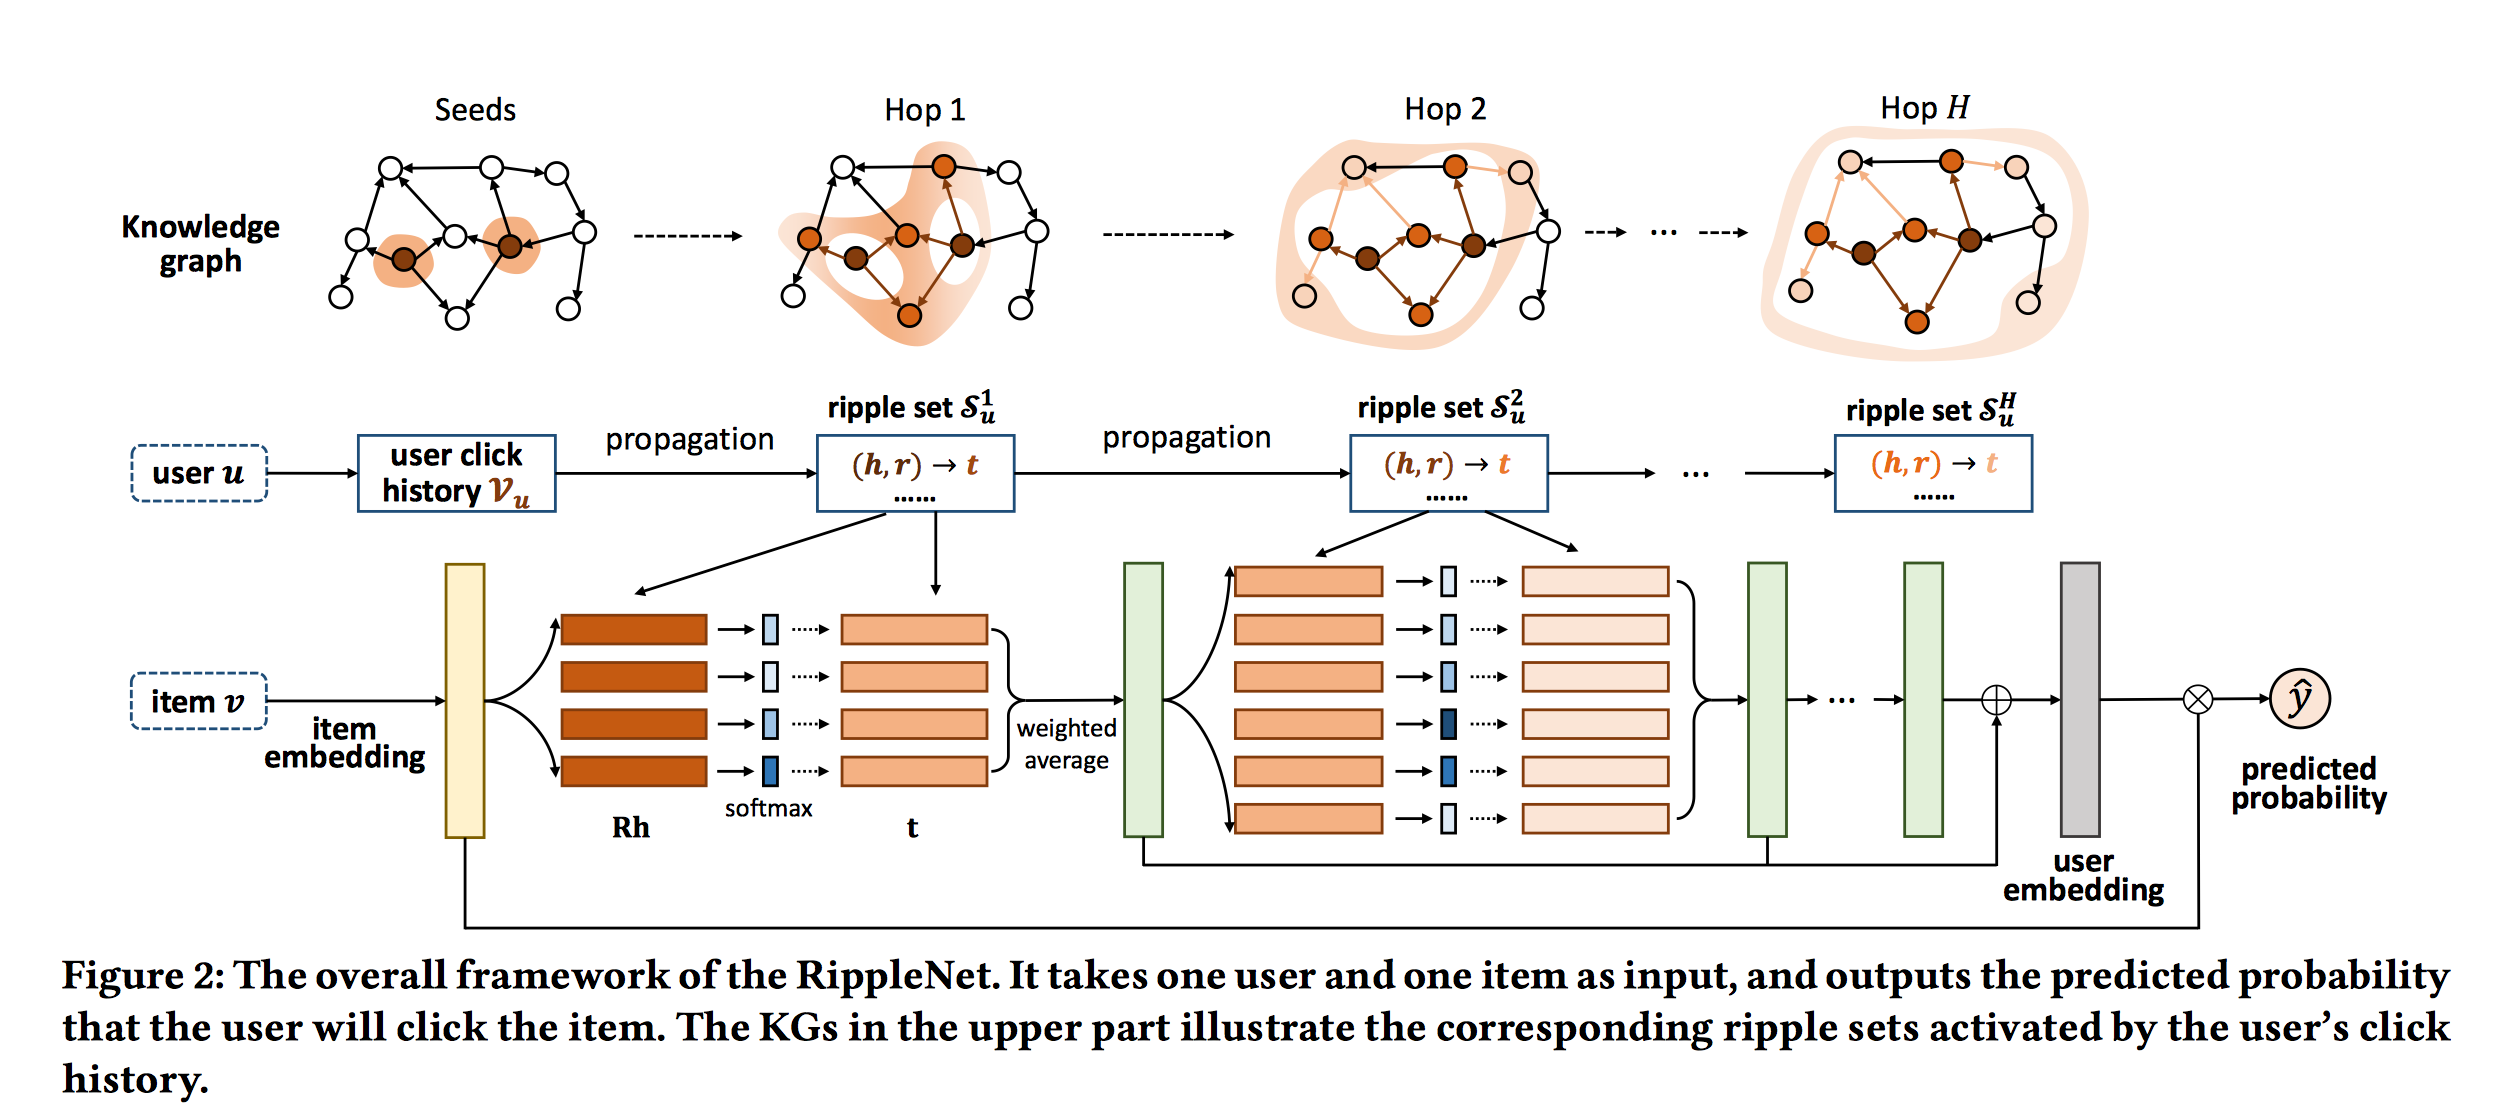 Seeds
Hop 1
Hop 2
Hop H
Knowledge
graph
...
ripple set 𝒮ᵤ¹
ripple set 𝒮ᵤ²
ripple set 𝒮ᵤᴴ
user u
user click
history 𝒱ᵤ
propagation
(h, r) → t
......
propagation
(h, r) → t
......
...
(h, r) → t
......
item v
item
embedding
Rh
softmax
t
weighted
average
...
user
embedding
ŷ
predicted
probability
Figure 2: The overall framework of the RippleNet. It takes one user and one item as input, and outputs the predicted probability
that the user will click the item. The KGs in the upper part illustrate the corresponding ripple sets activated by the user’s click
history.